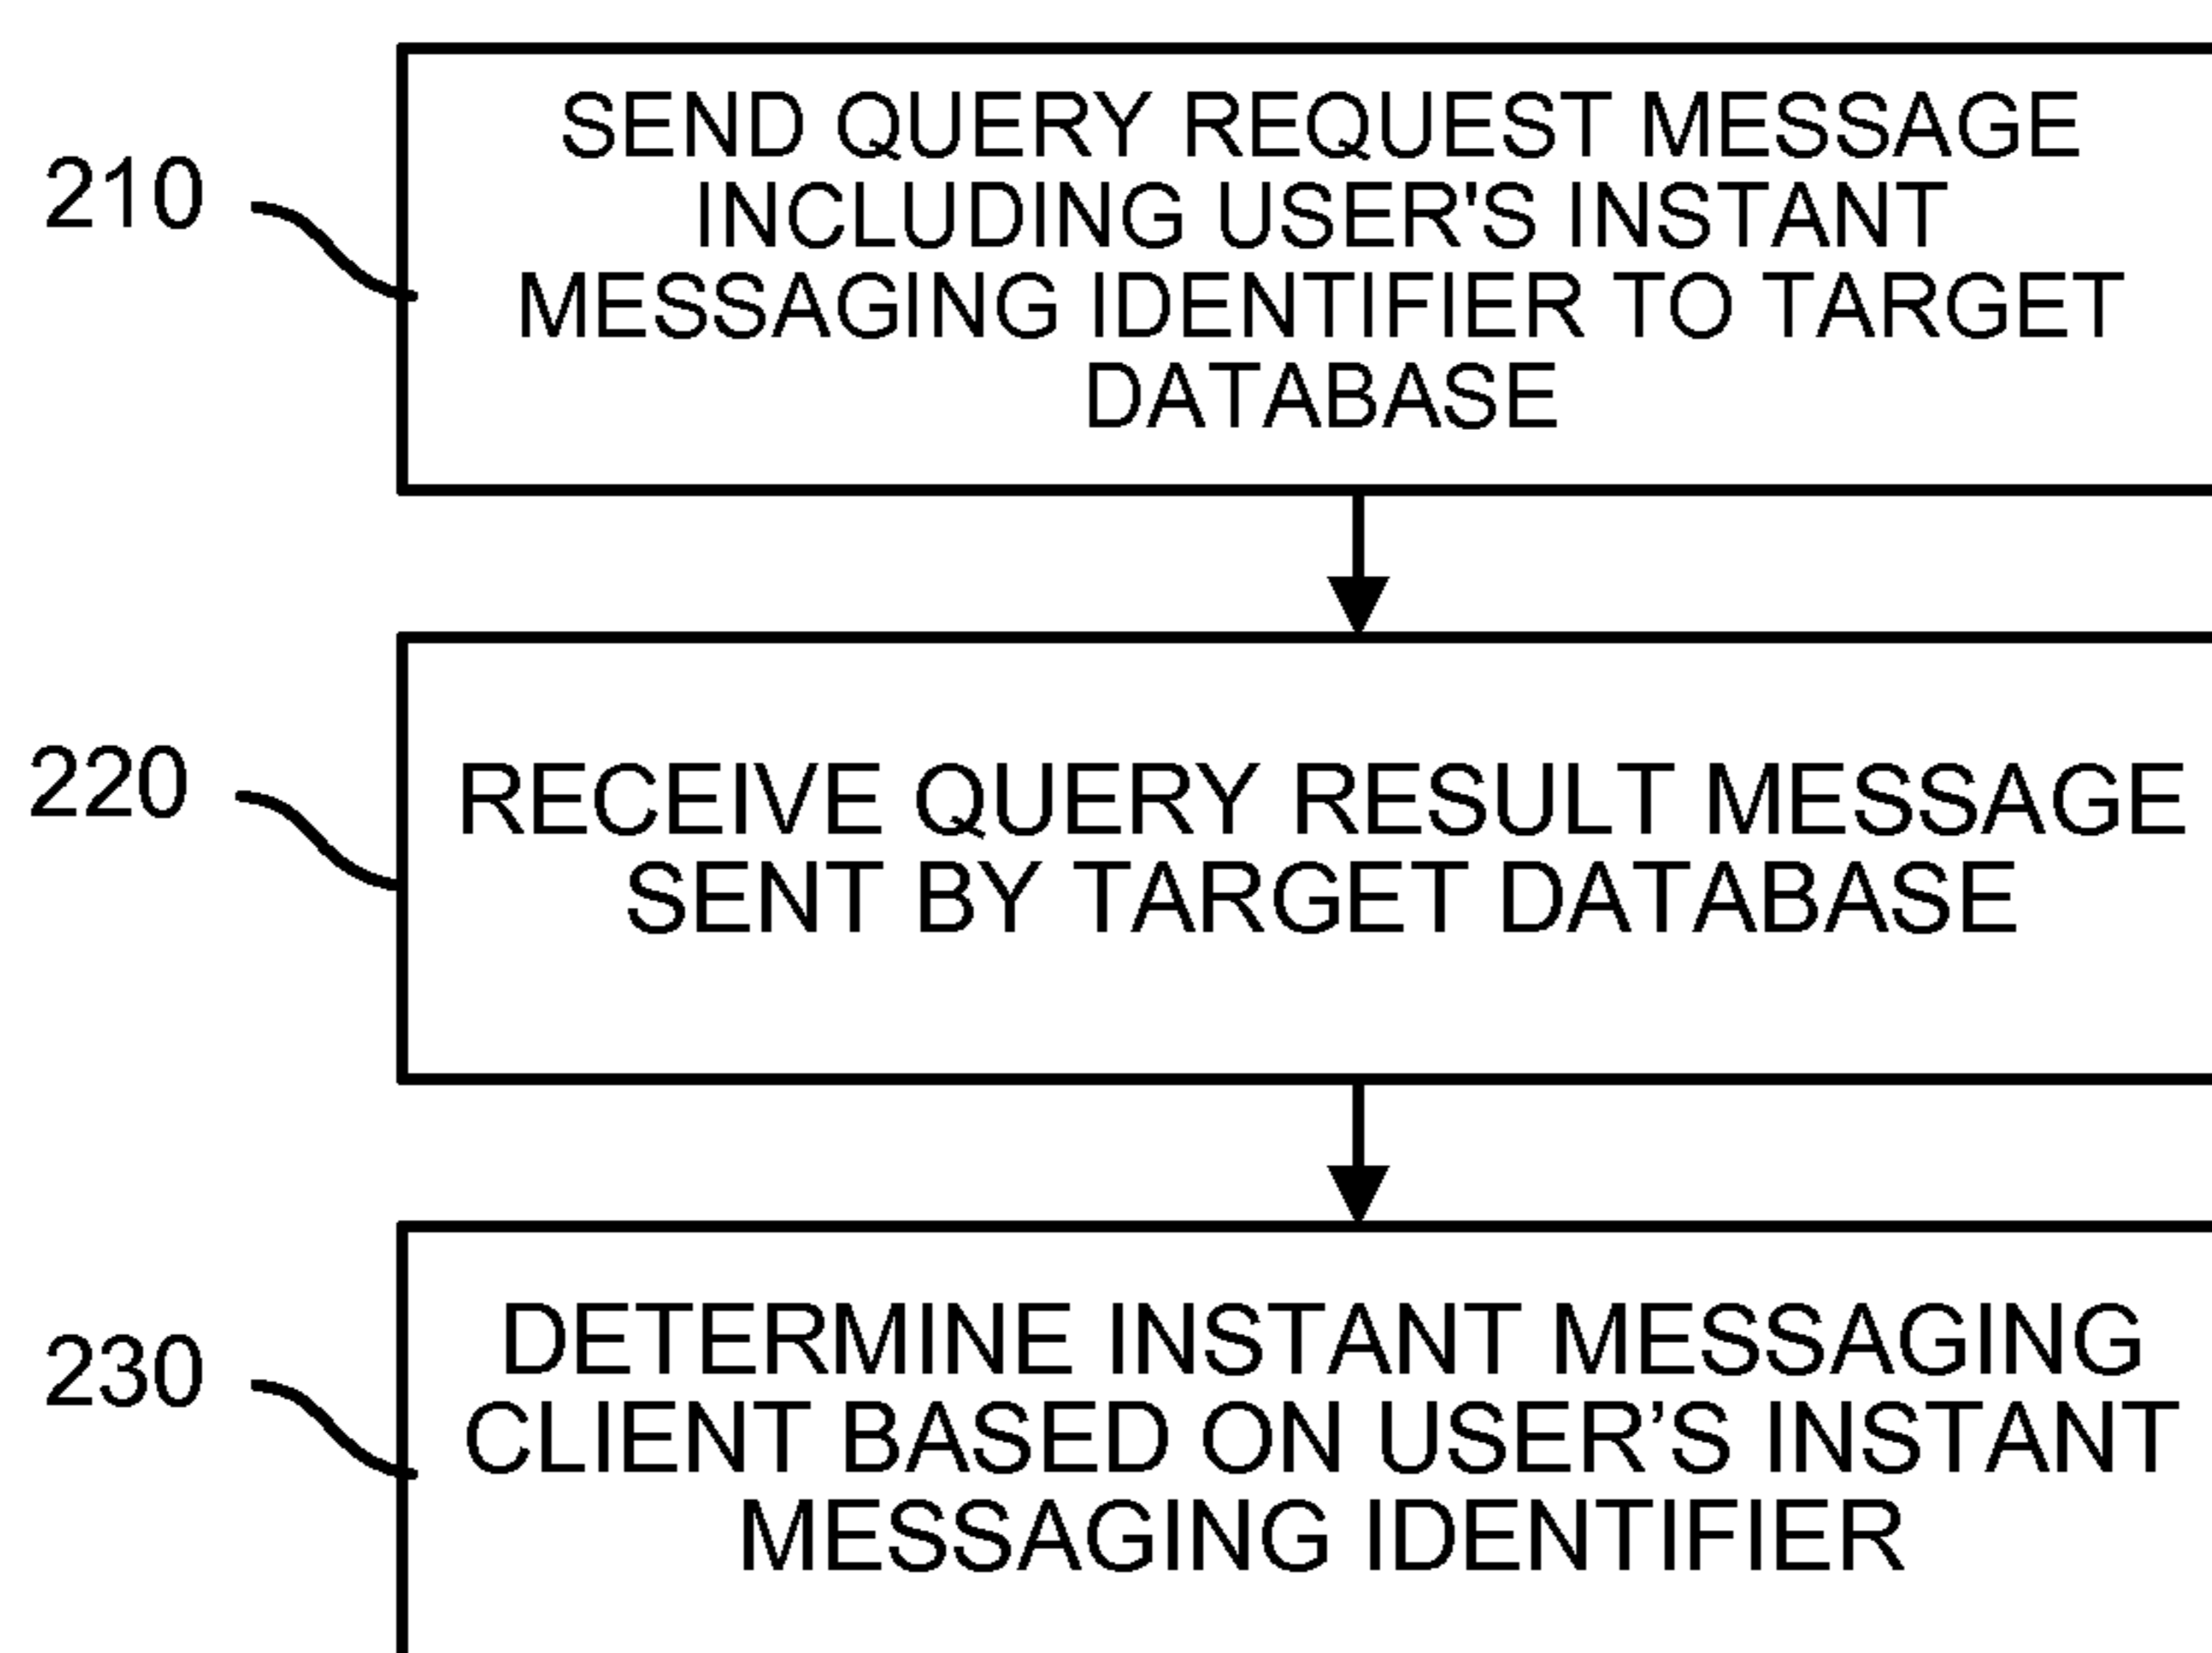 210
SEND QUERY REQUEST MESSAGE
INCLUDING USER'S INSTANT
MESSAGING IDENTIFIER TO TARGET
DATABASE
220
RECEIVE QUERY RESULT MESSAGE
SENT BY TARGET DATABASE
230
DETERMINE INSTANT MESSAGING
CLIENT BASED ON USER’S INSTANT
MESSAGING IDENTIFIER